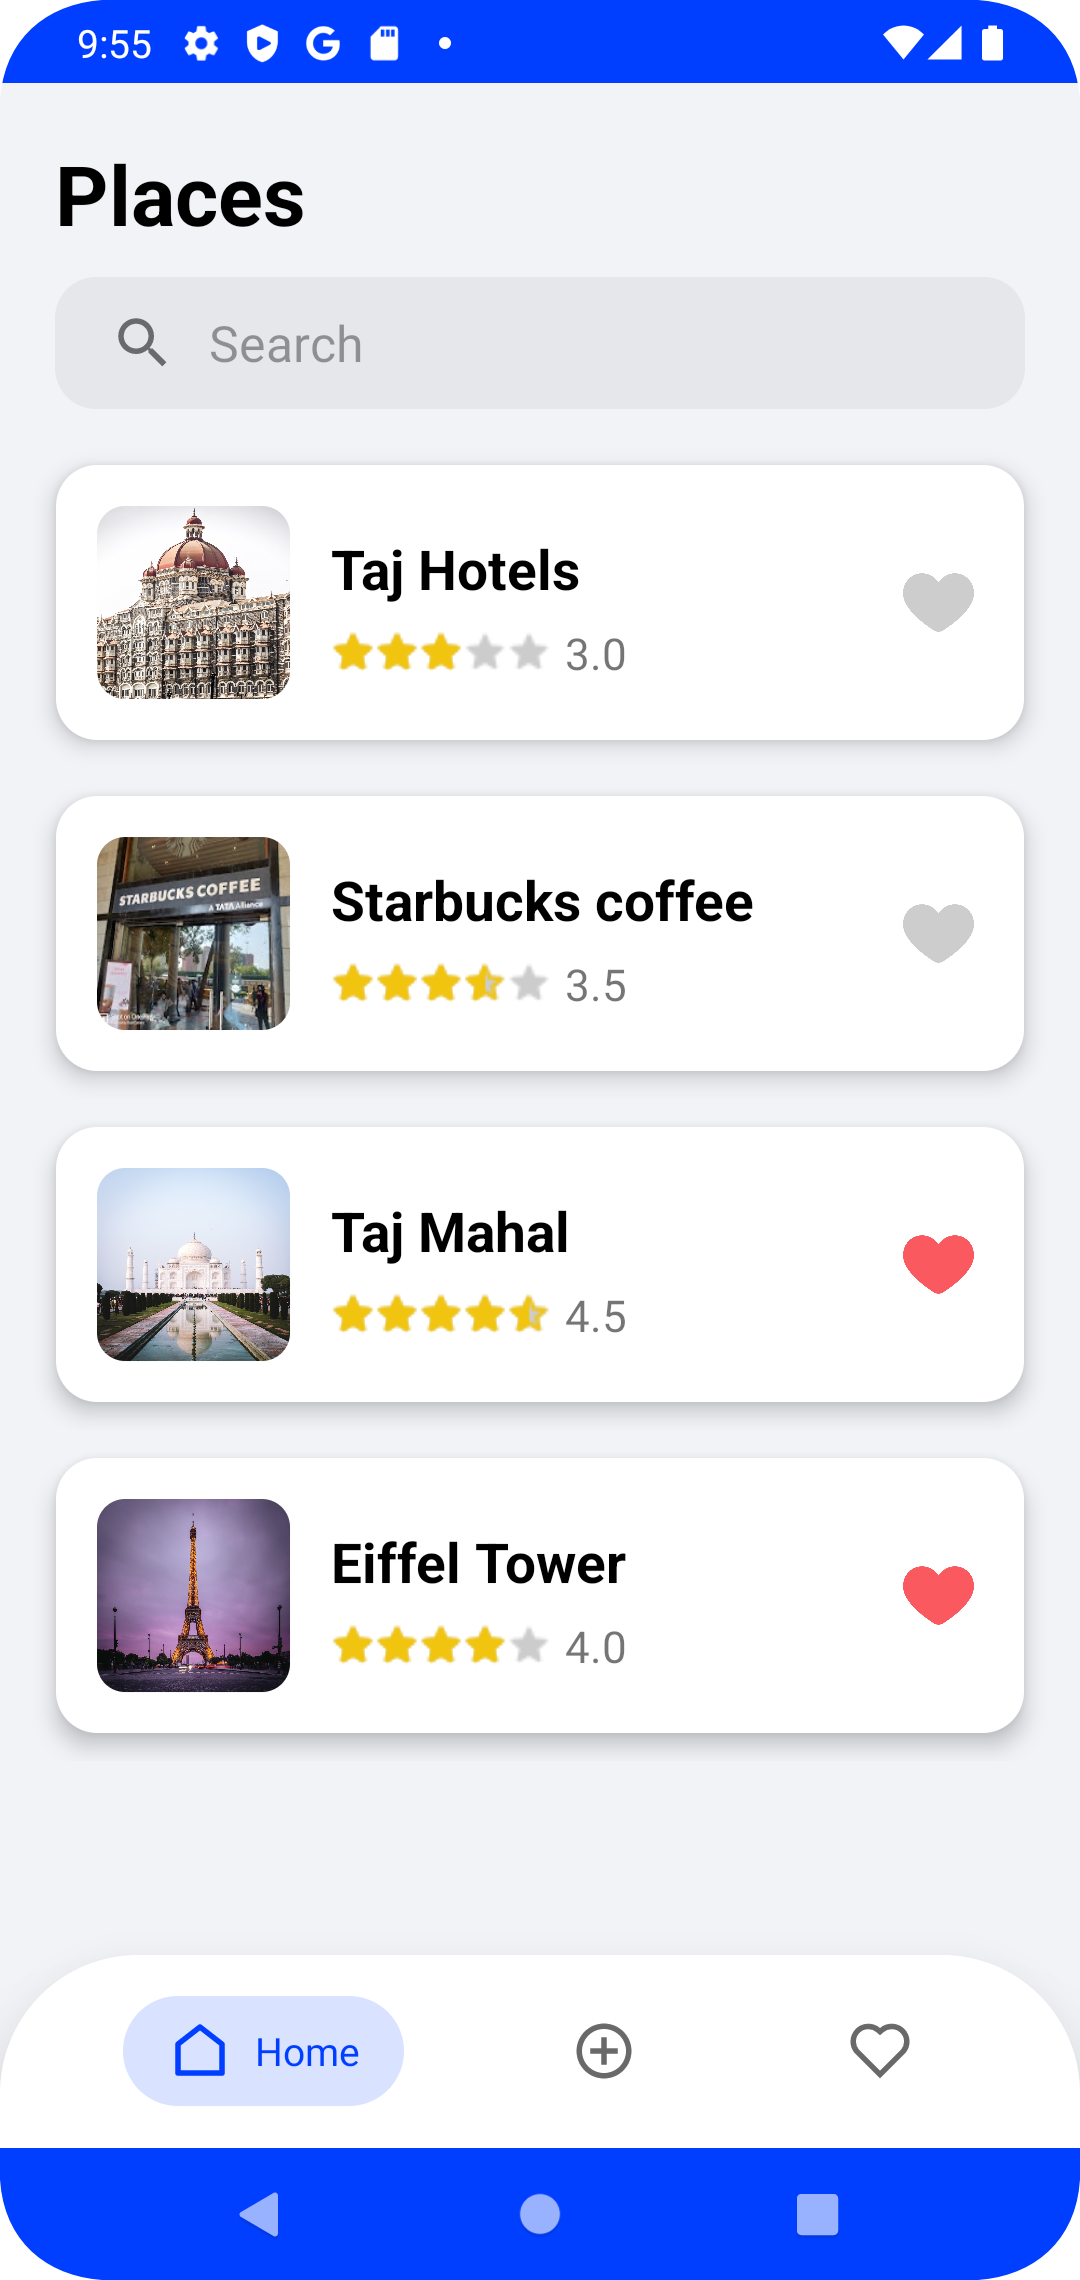 9:55
Places
Search
Taj Hotels
3.0
STARBUCKS COFFEE
A TATA Alliance
Starbucks coffee
3.5
Taj Mahal
4.5
Eiffel Tower
4.0
Home